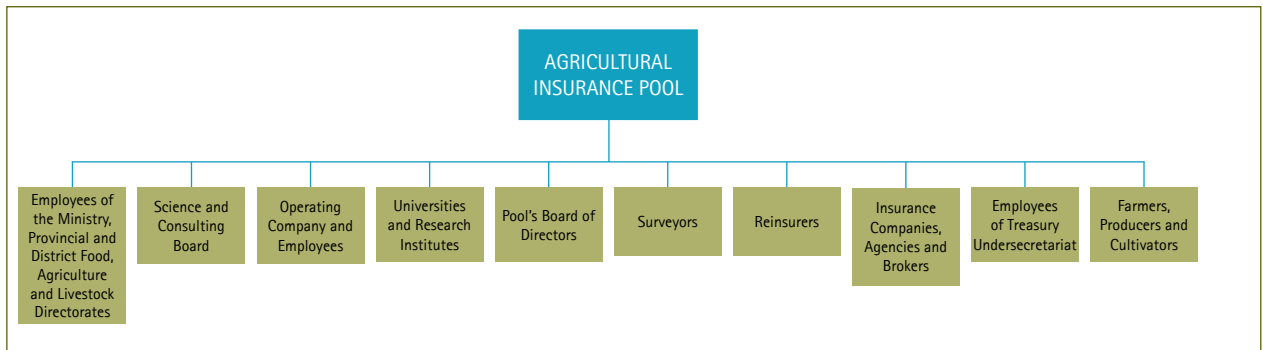 AGRICULTURAL
INSURANCE POOL
Employees of
the Ministry,
Provincial and
District Food,
Agriculture
and Livestock
Directorates
Science and
Consulting
Board
Operating
Company and
Employees
Universities
and Research
Institutes
Pool's Board of
Directors
Surveyors
Reinsurers
Insurance
Companies,
Agencies and
Brokers
Employees
of Treasury
Undersecretariat
Farmers,
Producers and
Cultivators